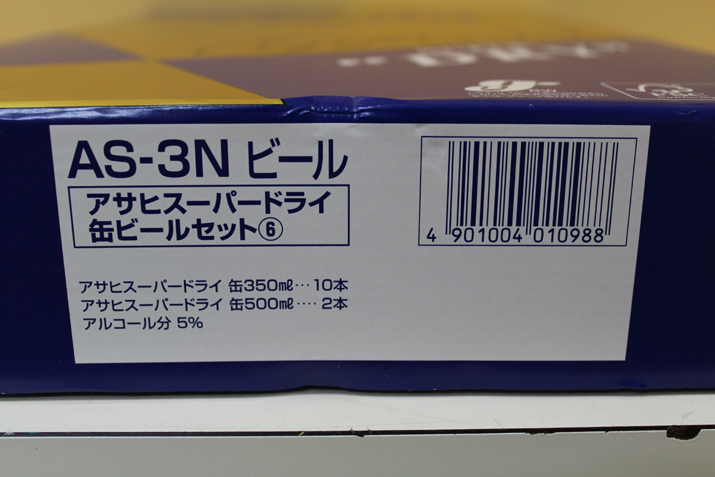 "DRY"
AS-3N ビール
アサヒスーパードライ
缶ビールセット⑥
4 901004 010988
アサヒスーパードライ 缶350㎖‥‥10本
アサヒスーパードライ 缶500㎖‥‥ 2本
アルコール分 5%